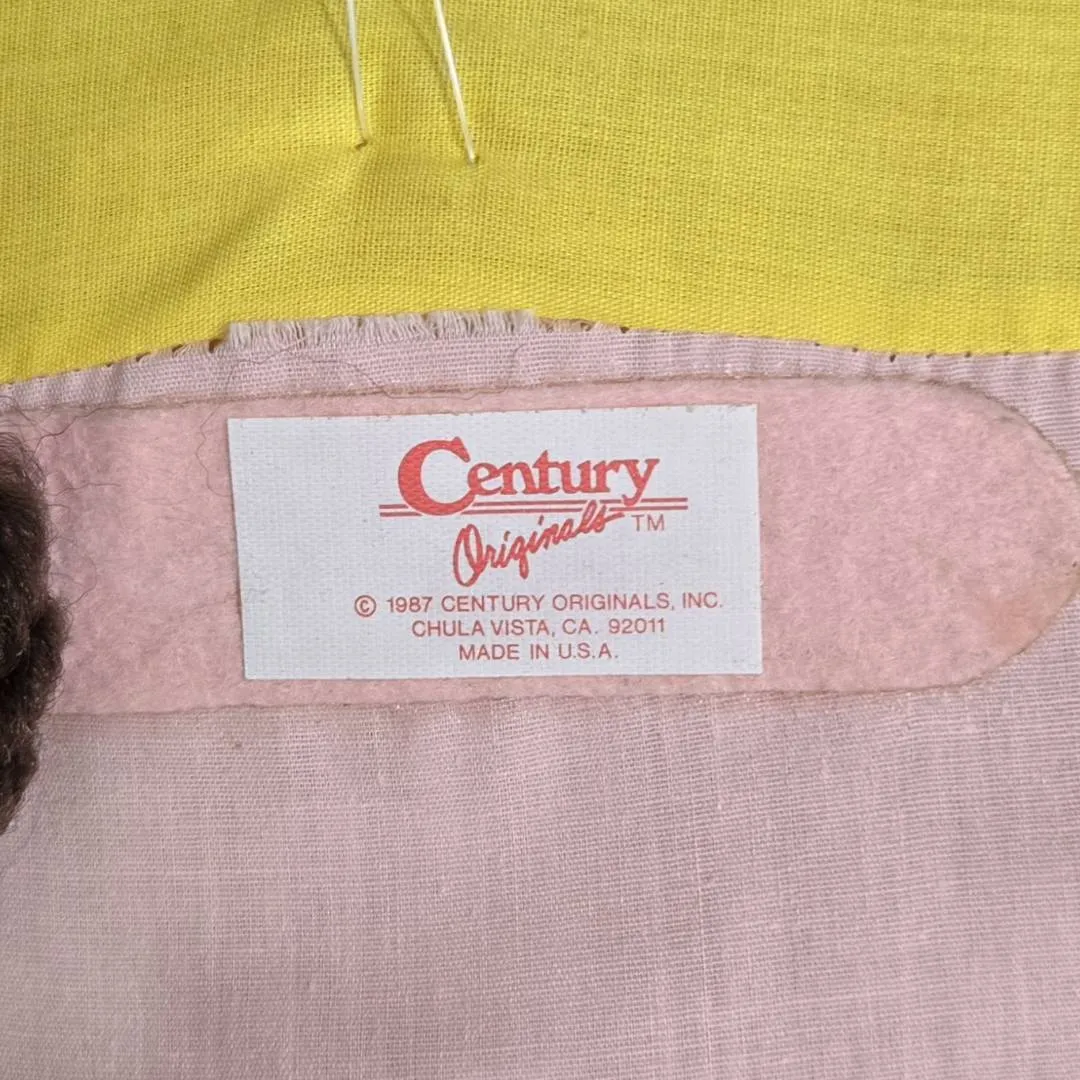 Century
Originals TM
© 1987 CENTURY ORIGINALS, INC.
CHULA VISTA, CA. 92011
MADE IN U.S.A.